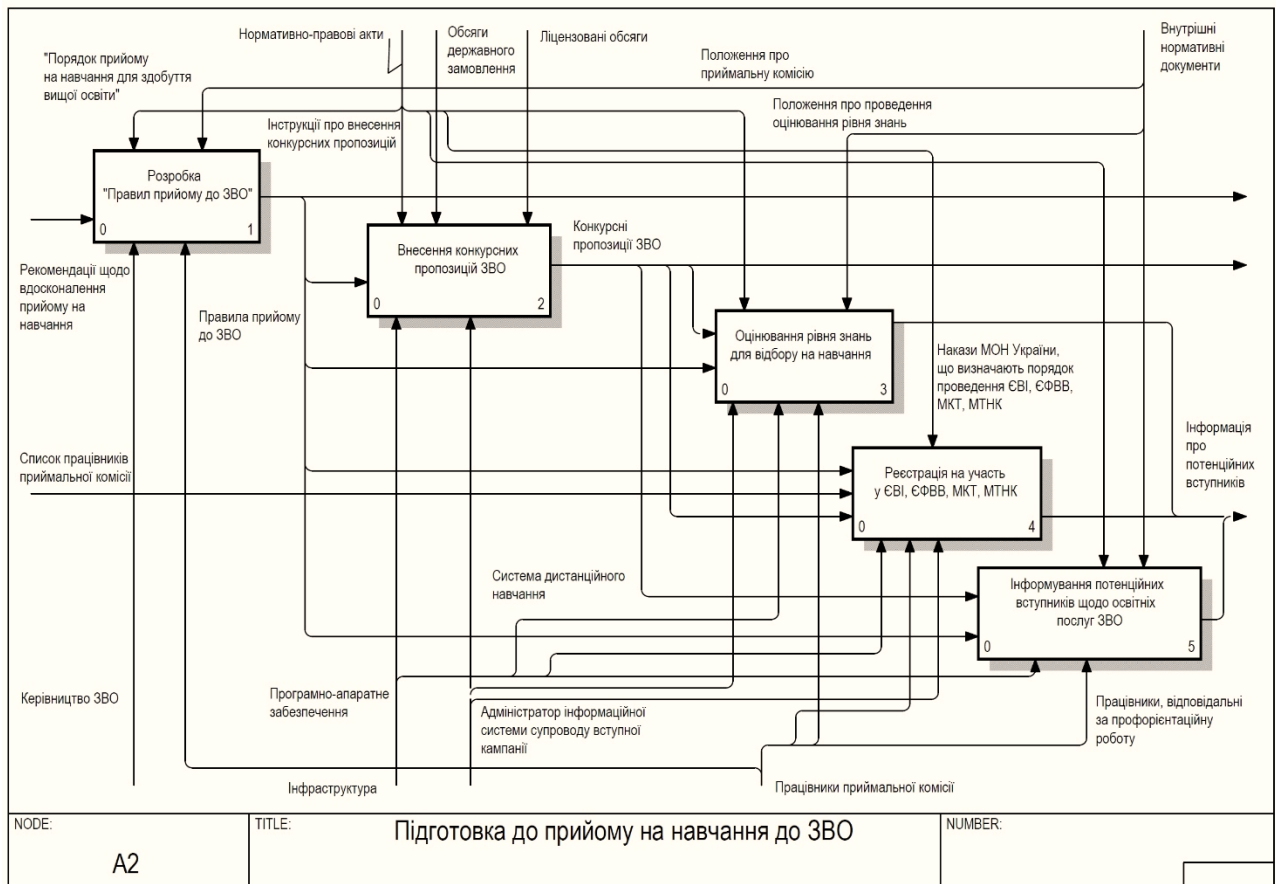 Нормативно-правові акти
Обсяги
державного
замовлення
Ліцензовані обсяги
Внутрішні
нормативні
документи
"Порядок прийому
на навчання для здобуття
вищої освіти"
Положення про
приймальну комісію
Положення про проведення
оцінювання рівня знань
Інструкції про внесення
конкурсних пропозицій
Розробка
"Правил прийому до ЗВО"
0
1
Рекомендації щодо
вдосконалення
прийому на
навчання
Правила прийому
до ЗВО
Внесення конкурсних
пропозицій ЗВО
0
2
Конкурсні
пропозиції ЗВО
Оцінювання рівня знань
для відбору на навчання
0
3
Накази МОН України,
що визначають порядок
проведення ЄВІ, ЄФВВ,
МКТ, МТНК
Інформація
про
потенційних
вступників
Список працівників
приймальної комісії
Реєстрація на участь
у ЄВІ, ЄФВВ, МКТ, МТНК
0
4
Система дистанційного
навчання
Інформування потенційних
вступників щодо освітніх
послуг ЗВО
0
5
Керівництво ЗВО
Програмно-апаратне
забезпечення
Адміністратор інформаційної
системи супроводу вступної
кампанії
Працівники, відповідальні
за профорієнтаційну
роботу
Інфраструктура
Працівники приймальної комісії
NODE:
A2
TITLE:
Підготовка до прийому на навчання до ЗВО
NUMBER: